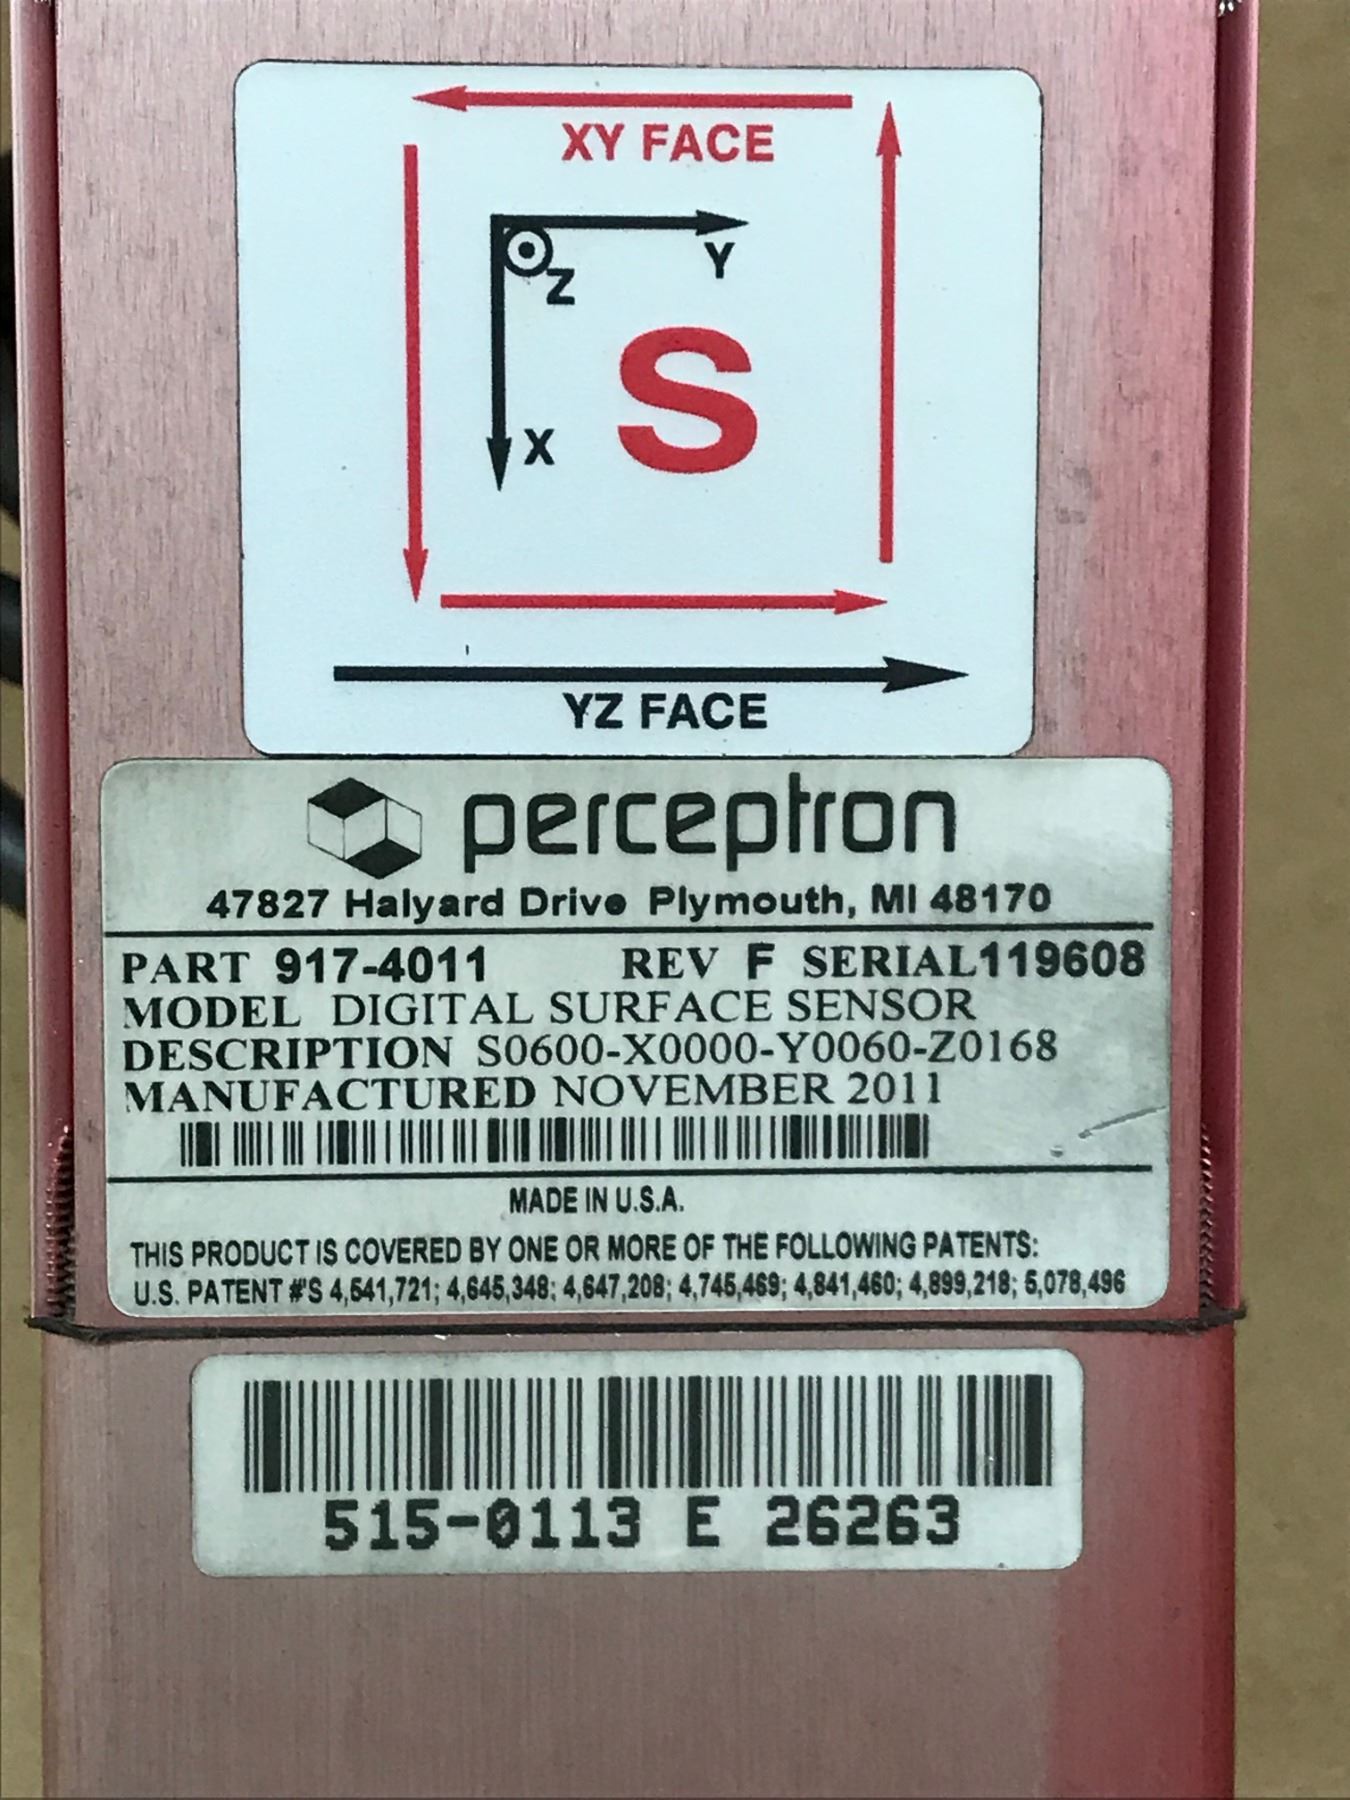 XY FACE
Y
Z
X
S
YZ FACE
perceptron
47827 Halyard Drive Plymouth, MI 48170
PART 917-4011 REV F SERIAL119608
MODEL DIGITAL SURFACE SENSOR
DESCRIPTION S0600-X0000-Y0060-Z0168
MANUFACTURED NOVEMBER 2011
MADE IN U.S.A.
THIS PRODUCT IS COVERED BY ONE OR MORE OF THE FOLLOWING PATENTS:
U.S. PATENT #'S 4,541,721; 4,645,348; 4,647,208; 4,745,469; 4,841,460; 4,899,218; 5,078,496
515-0113 E 26263